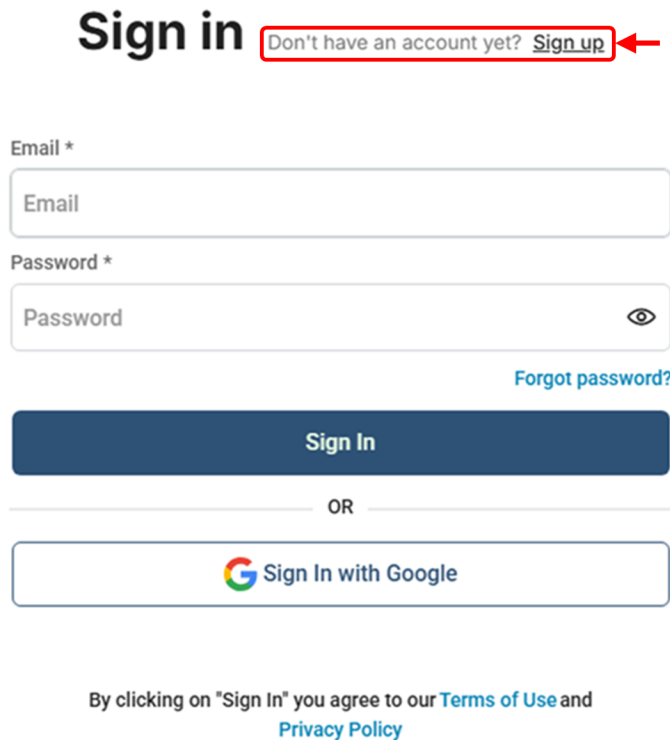 Sign in Don't have an account yet? Sign up
Email *
Email
Password *
Password
Forgot password?
Sign In
OR
Sign In with Google
By clicking on "Sign In" you agree to our Terms of Use and
Privacy Policy